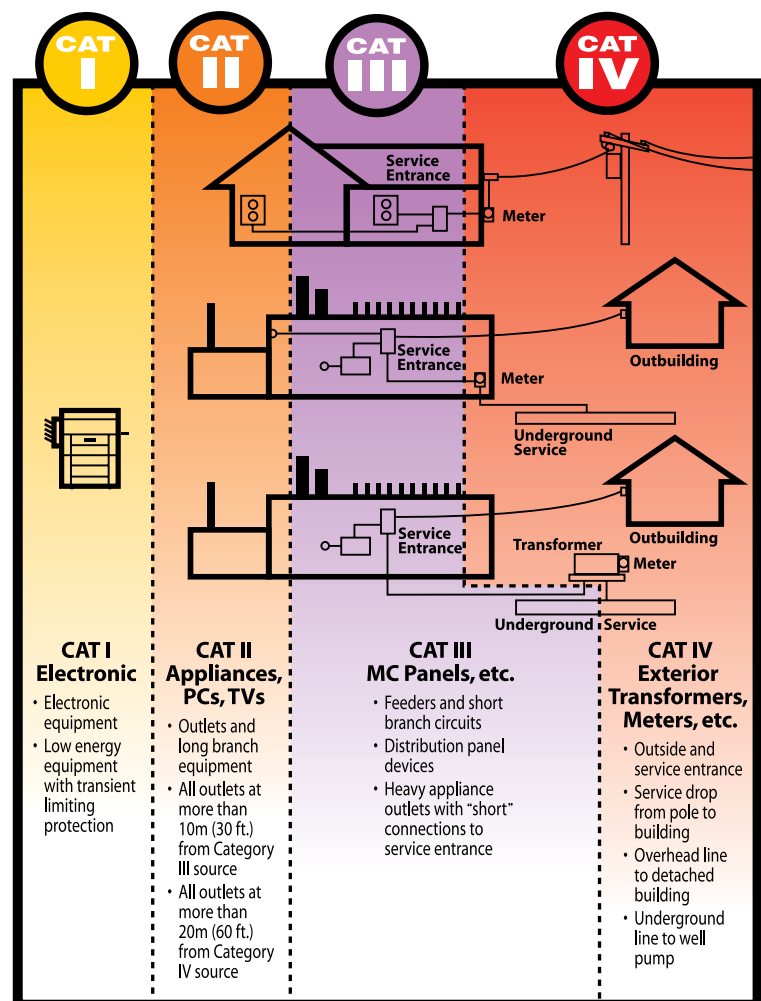 CAT
I
CAT
II
CAT
III
CAT
IV
Service
Entrance
Meter
Service
Entrance
Meter
Outbuilding
Underground
Service
Service
Entrance
Outbuilding
Transformer
Meter
Underground Service
CAT I
Electronic
• Electronic
equipment
• Low energy
equipment
with transient
limiting
protection
CAT II
Appliances,
PCs, TVs
• Outlets and
long branch
equipment
• All outlets at
more than
10m (30 ft.)
from Category
III source
• All outlets at
more than
20m (60 ft.)
from Category
IV source
CAT III
MC Panels, etc.
• Feeders and short
branch circuits
• Distribution panel
devices
• Heavy appliance
outlets with “short”
connections to
service entrance
CAT IV
Exterior
Transformers,
Meters, etc.
• Outside and
service entrance
• Service drop
from pole to
building
• Overhead line
to detached
building
• Underground
line to well
pump